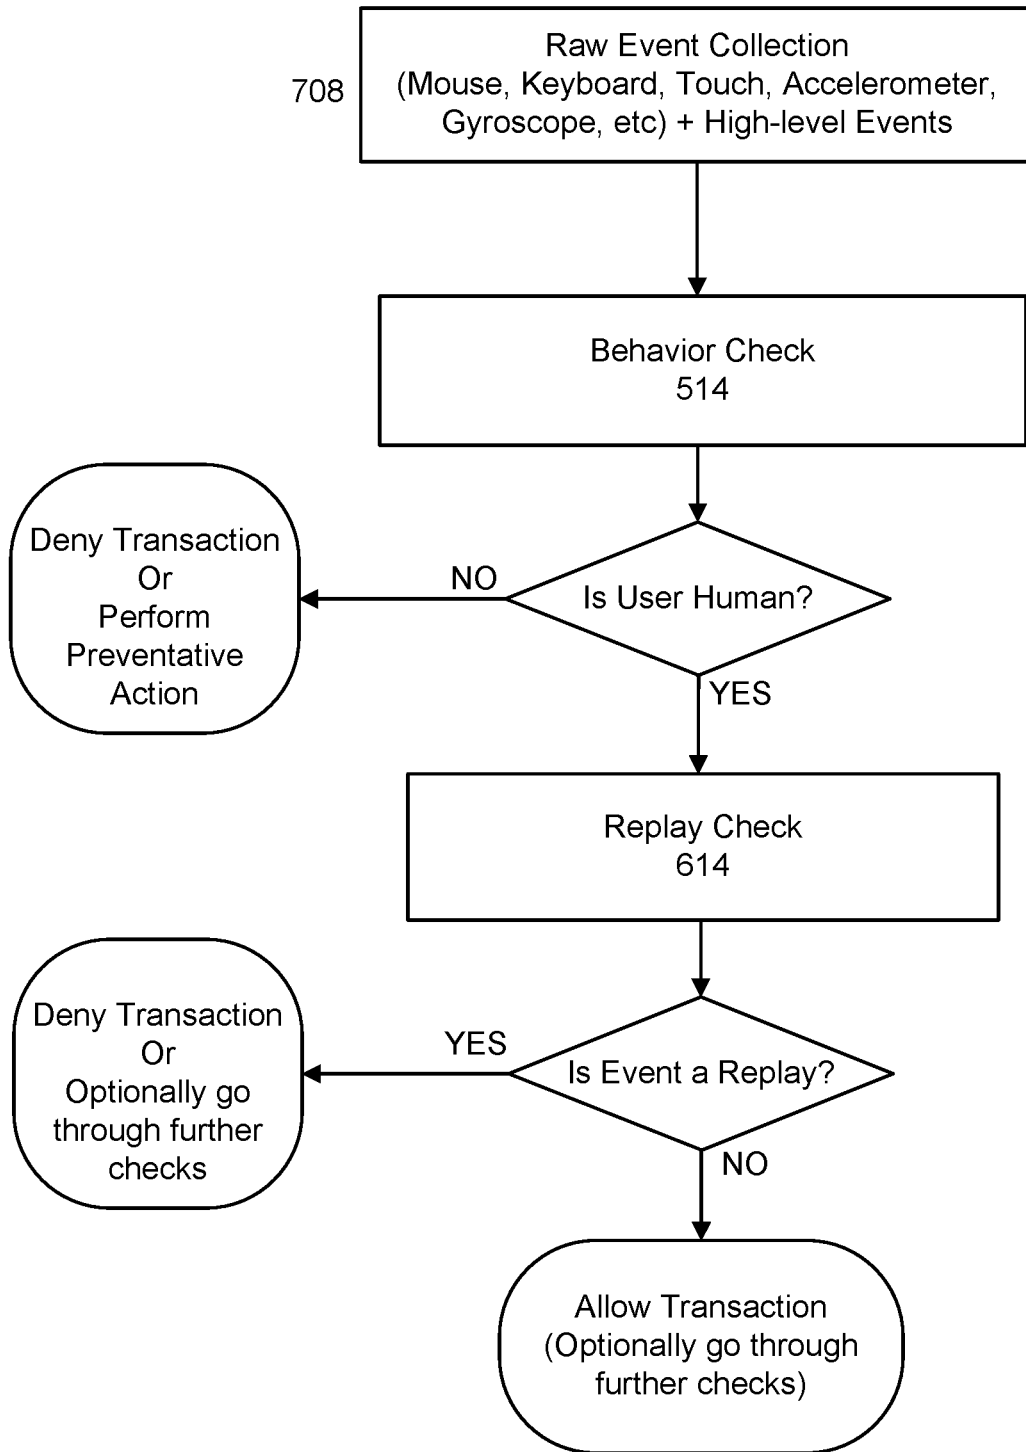 Raw Event Collection
708
(Mouse, Keyboard, Touch, Accelerometer,
Gyroscope, etc) + High-level Events
Behavior Check
514
Deny Transaction
Or
Perform
Preventative
Action
NO
Is User Human?
YES
Replay Check
614
Deny Transaction
Or
Optionally go
through further
checks
YES
Is Event a Replay?
NO
Allow Transaction
(Optionally go through
further checks)